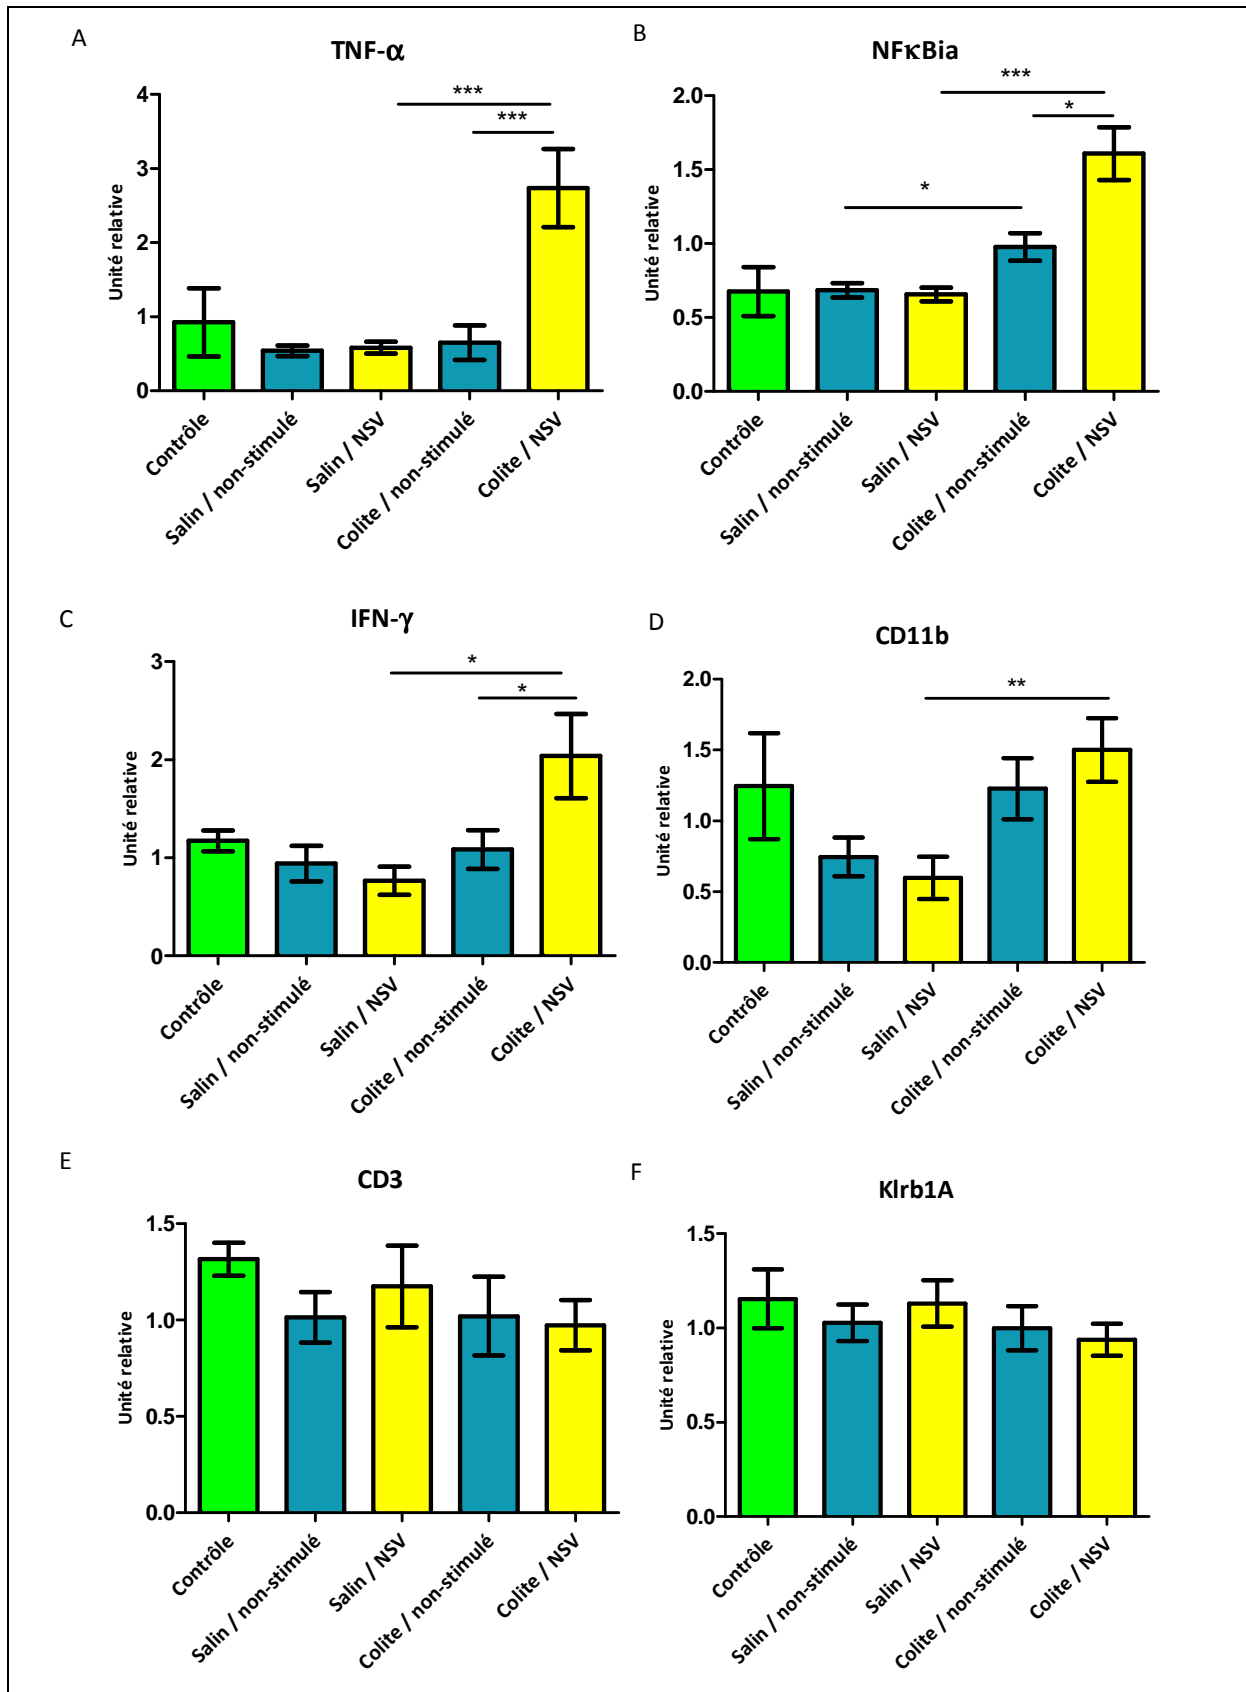 A
TNF-α
Unité relative
4
3
2
1
0
***
***
Contrôle
Salin / non-stimulé
Salin / NSV
Colite / non-stimulé
Colite / NSV
B
NFκBia
Unité relative
2.0
1.5
1.0
0.5
0.0
***
*
*
Contrôle
Salin / non-stimulé
Salin / NSV
Colite / non-stimulé
Colite / NSV
C
IFN-γ
Unité relative
3
2
1
0
*
*
Contrôle
Salin / non-stimulé
Salin / NSV
Colite / non-stimulé
Colite / NSV
D
CD11b
Unité relative
2.0
1.5
1.0
0.5
0.0
**
Contrôle
Salin / non-stimulé
Salin / NSV
Colite / non-stimulé
Colite / NSV
E
CD3
Unité relative
1.5
1.0
0.5
0.0
Contrôle
Salin / non-stimulé
Salin / NSV
Colite / non-stimulé
Colite / NSV
F
Klrb1A
Unité relative
1.5
1.0
0.5
0.0
Contrôle
Salin / non-stimulé
Salin / NSV
Colite / non-stimulé
Colite / NSV